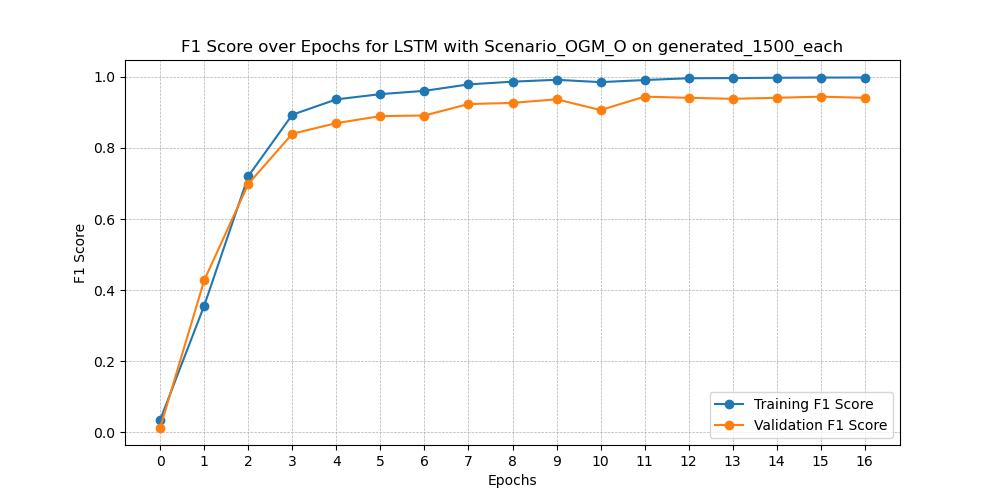 F1 Score over Epochs for LSTM with Scenario_OGM_O on generated_1500_each
1.0
0.8
0.6
0.4
0.2
0.0
F1 Score
0 1 2 3 4 5 6 7 8 9 10 11 12 13 14 15 16
Epochs
Training F1 Score
Validation F1 Score